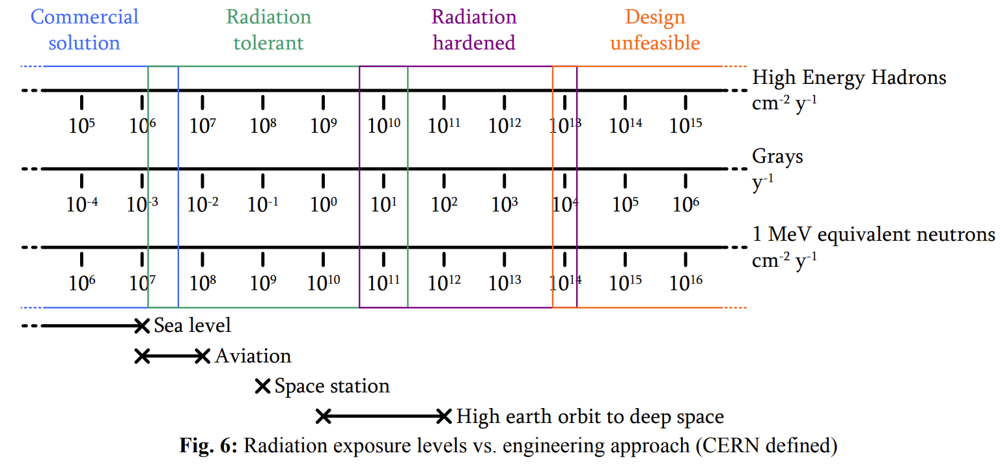 Commercial solution
Radiation tolerant
Radiation hardened
Design unfeasible
High Energy Hadrons
cm⁻² y⁻¹
10⁵ 10⁶ 10⁷ 10⁸ 10⁹ 10¹⁰ 10¹¹ 10¹² 10¹³ 10¹⁴ 10¹⁵
Grays
y⁻¹
10⁻⁴ 10⁻³ 10⁻² 10⁻¹ 10⁰ 10¹ 10² 10³ 10⁴ 10⁵ 10⁶
1 MeV equivalent neutrons
cm⁻² y⁻¹
10⁶ 10⁷ 10⁸ 10⁹ 10¹⁰ 10¹¹ 10¹² 10¹³ 10¹⁴ 10¹⁵ 10¹⁶
Sea level
Aviation
Space station
High earth orbit to deep space
Fig. 6: Radiation exposure levels vs. engineering approach (CERN defined)